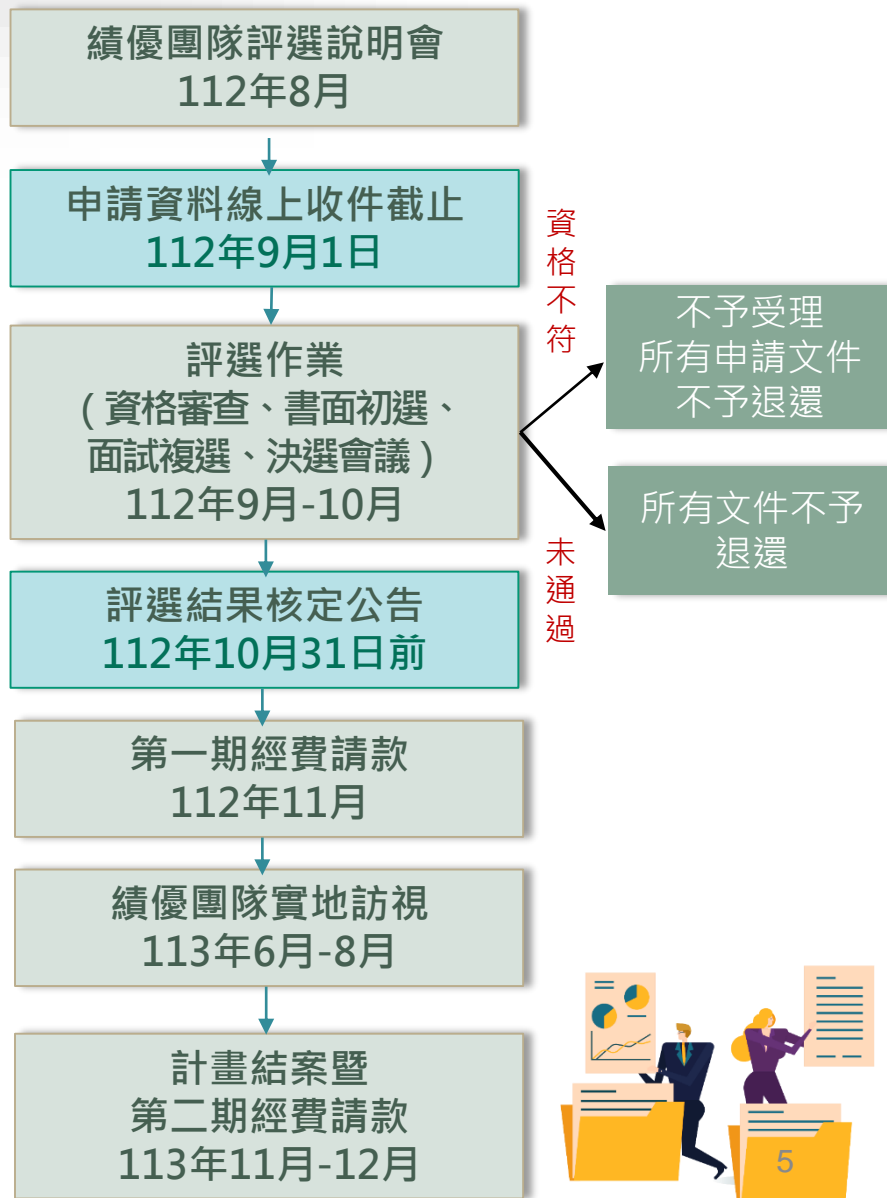 績優團隊評選說明會
112年8月
申請資料線上收件截止
112年9月1日
評選作業
(資格審查、書面初選、
面試複選、決選會議)
112年9月-10月
資格不符
不予受理
所有申請文件
不予退還
未通過
所有文件不予
退還
評選結果核定公告
112年10月31日前
第一期經費請款
112年11月
績優團隊實地訪視
113年6月-8月
計畫結案暨
第二期經費請款
113年11月-12月
5